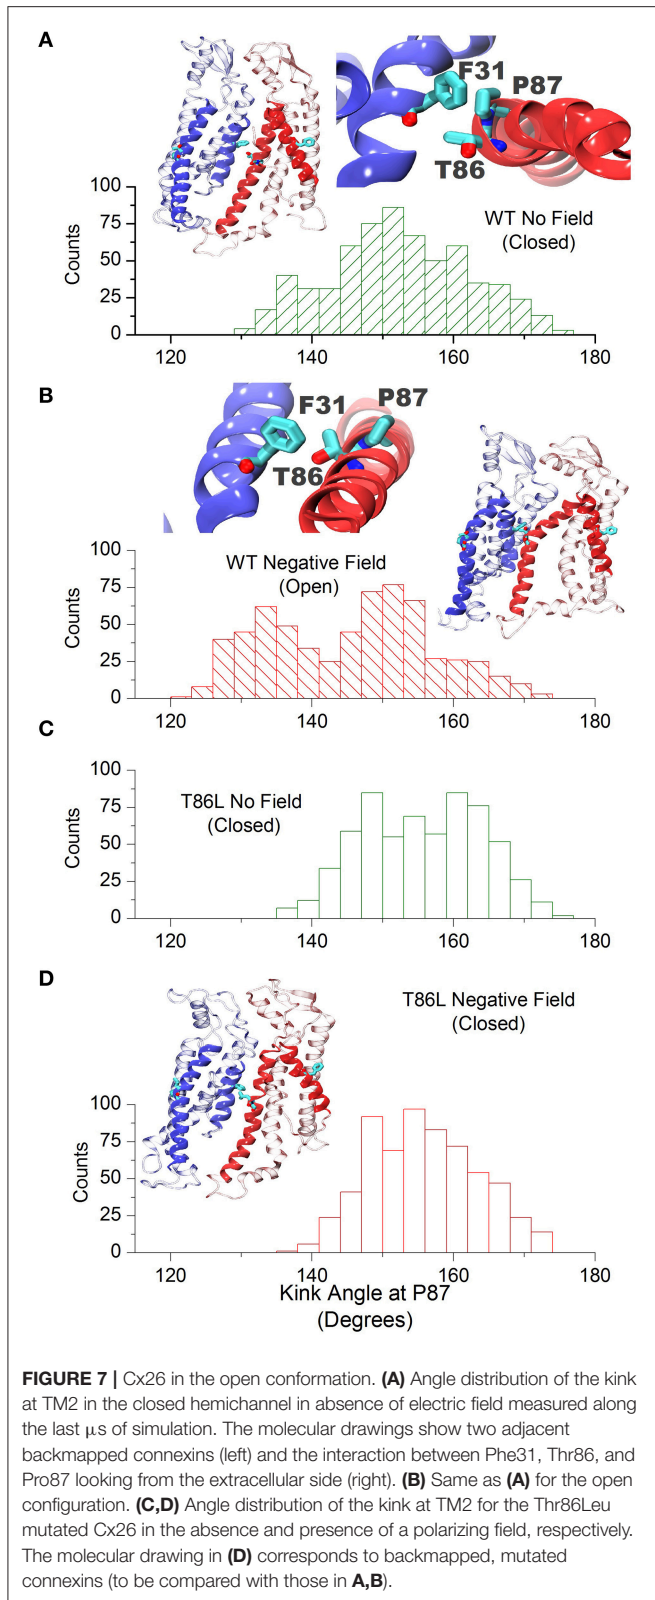 A
F31
P87
T86
WT No Field
(Closed)
Counts
100
75
50
25
0
120 140 160 180
B
F31
P87
T86
WT Negative Field
(Open)
Counts
100
75
50
25
0
120 140 160 180
C
T86L No Field
(Closed)
Counts
100
75
50
25
0
120 140 160 180
D
T86L Negative Field
(Closed)
Counts
100
75
50
25
0
120 140 160 180
Kink Angle at P87
(Degrees)
FIGURE 7 | Cx26 in the open conformation. (A) Angle distribution of the kink
at TM2 in the closed hemichannel in absence of electric field measured along
the last μs of simulation. The molecular drawings show two adjacent
backmapped connexins (left) and the interaction between Phe31, Thr86, and
Pro87 looking from the extracellular side (right). (B) Same as (A) for the open
configuration. (C,D) Angle distribution of the kink at TM2 for the Thr86Leu
mutated Cx26 in the absence and presence of a polarizing field, respectively.
The molecular drawing in (D) corresponds to backmapped, mutated
connexins (to be compared with those in A,B).